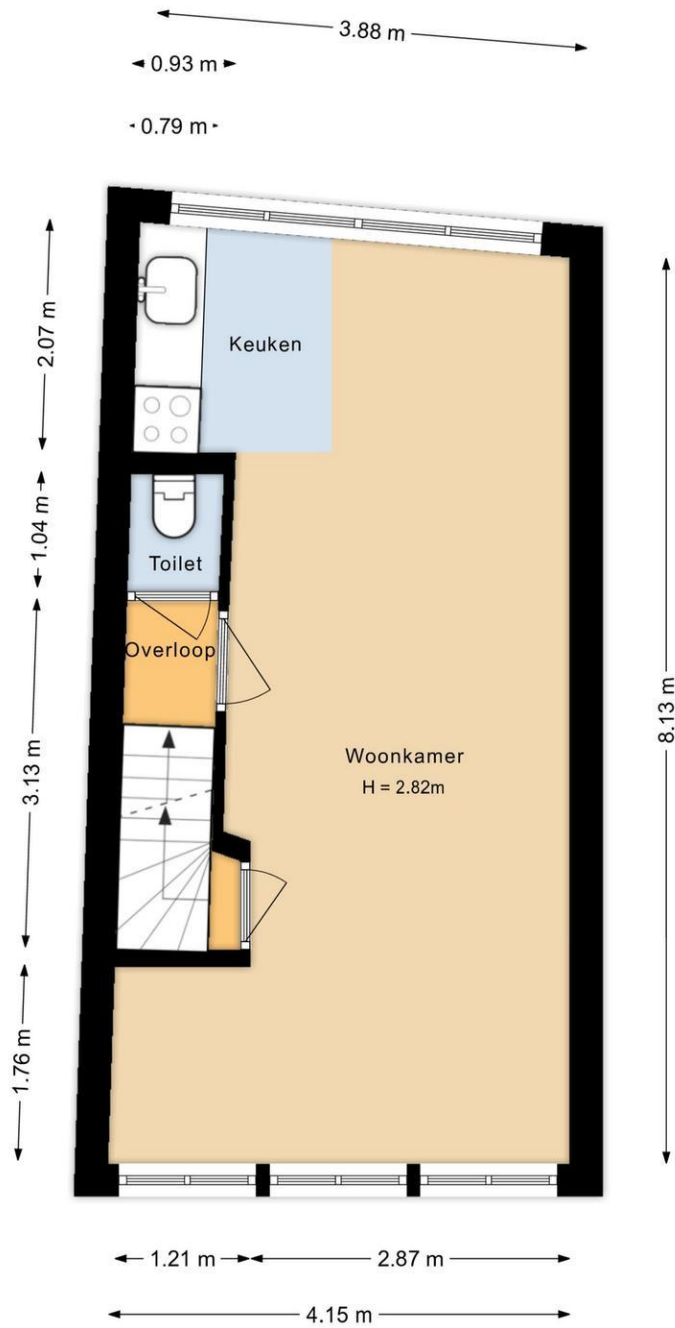 3.88 m
0.93 m
0.79 m
2.07 m
Keuken
1.04 m
Toilet
Overloop
3.13 m
Woonkamer
H = 2.82m
8.13 m
1.76 m
1.21 m
2.87 m
4.15 m